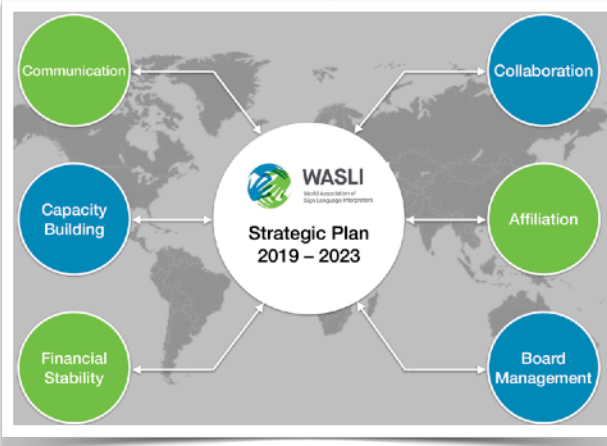 Communication
Collaboration
WASLI
World Association of
Sign Language Interpreters
Strategic Plan
2019 – 2023
Capacity
Building
Affiliation
Financial
Stability
Board
Management